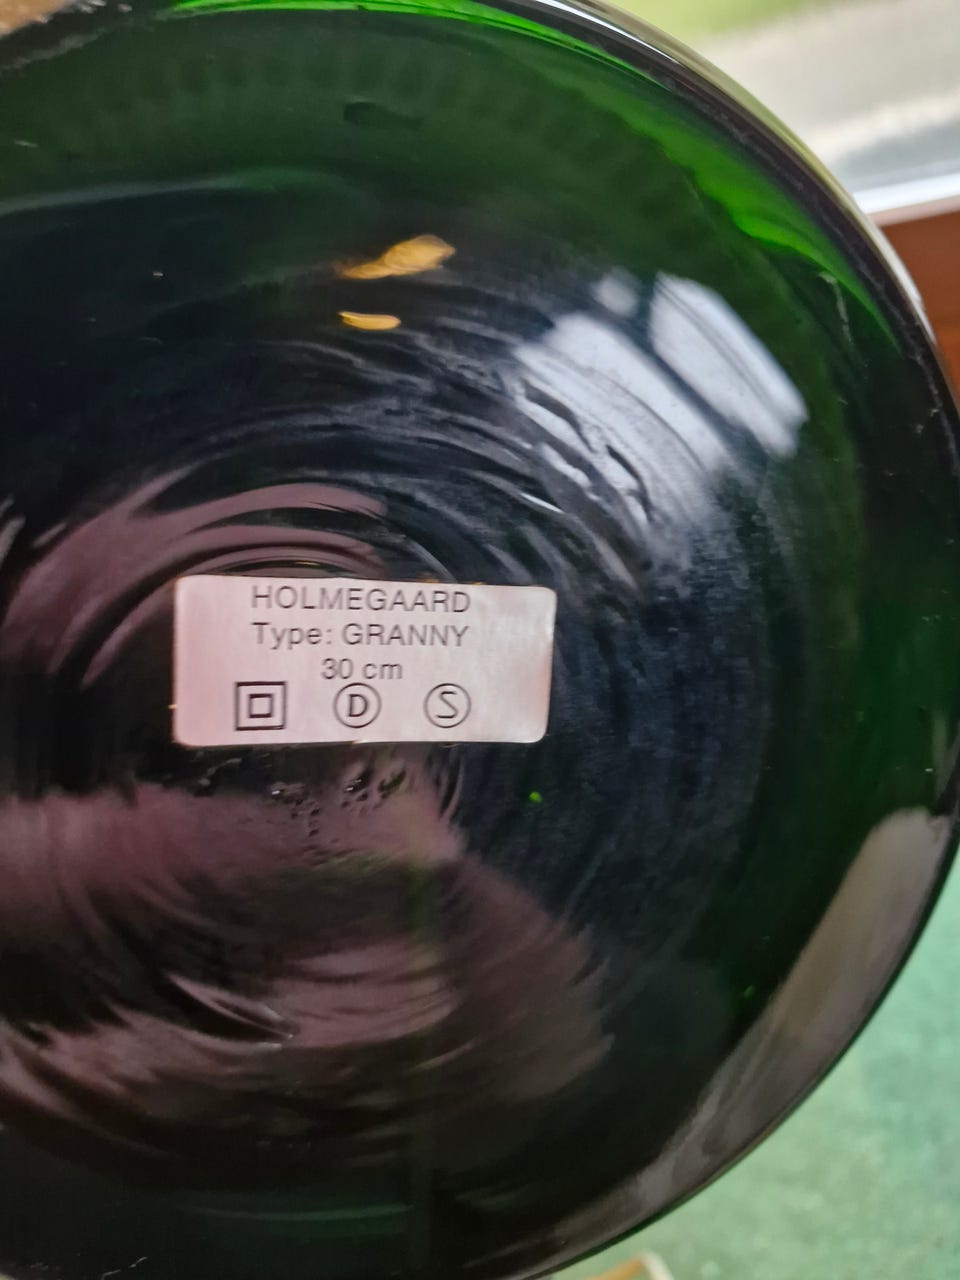 HOLMEGAARD
Type: GRANNY
30 cm
D S